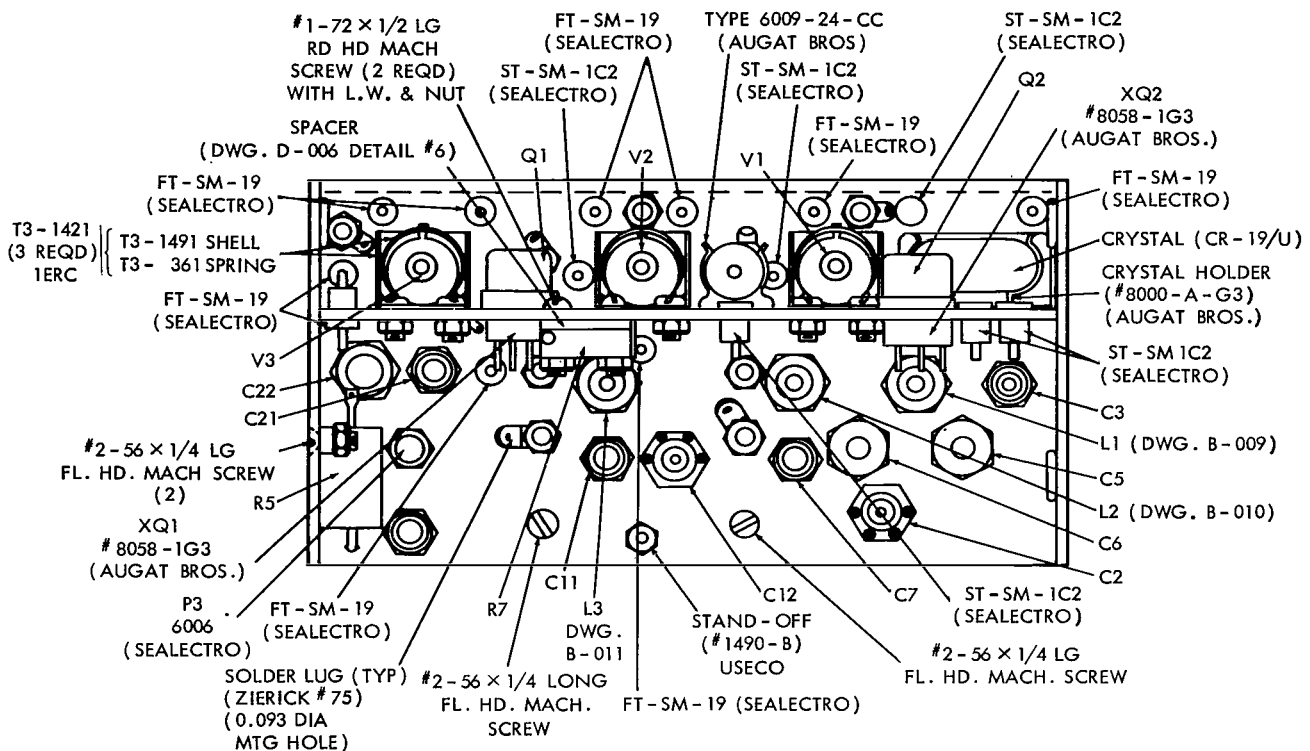 #1-72 × 1/2 LG
RD HD MACH
SCREW (2 REQD)
WITH L.W. & NUT
FT-SM-19
(SEALECTRO)
TYPE 6009-24-CC
(AUGAT BROS)
ST-SM-1C2
(SEALECTRO)
ST-SM-1C2
(SEALECTRO)
ST-SM-1C2
(SEALECTRO)
Q2
XQ2
#8058-1G3
(AUGAT BROS.)
SPACER
(DWG. D-006 DETAIL #6)
Q1
V2
V1
FT-SM-19
(SEALECTRO)
FT-SM-19
(SEALECTRO)
FT-SM-19
(SEALECTRO)
T3-1421
(3 REQD)
1ERC
T3-1491 SHELL
T3- 361 SPRING
CRYSTAL (CR-19/U)
CRYSTAL HOLDER
(#8000-A-G3)
(AUGAT BROS.)
FT-SM-19
(SEALECTRO)
V3
ST-SM 1C2
(SEALECTRO)
C22
C21
C3
#2-56 × 1/4 LG
FL. HD. MACH SCREW
(2)
L1 (DWG. B-009)
C5
R5
L2 (DWG. B-010)
XQ1
#8058-1G3
(AUGAT BROS.)
C6
C2
P3
6006
(SEALECTRO)
FT-SM-19
(SEALECTRO)
R7
C11
L3
DWG.
B-011
C12
C7
STAND-OFF
(#1490-B)
USECO
ST-SM-1C2
(SEALECTRO)
SOLDER LUG (TYP)
(ZIERICK #75)
(0.093 DIA
MTG HOLE)
#2-56 × 1/4 LONG
FL. HD. MACH.
SCREW
FT-SM-19 (SEALECTRO)
#2-56 × 1/4 LG
FL. HD. MACH. SCREW